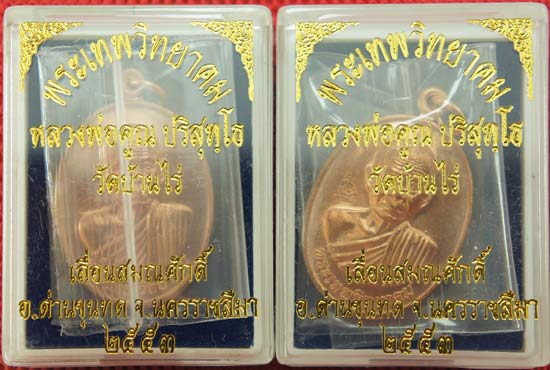 พระเทพวิทยาคม
หลวงพ่อคูณ ปริสุทฺโธ
วัดบ้านไร่
เลื่อนสมณศักดิ์
อ.ด่านขุนทด จ.นครราชสีมา
๒๕๕๓
พระเทพวิทยาคม
หลวงพ่อคูณ ปริสุทฺโธ
วัดบ้านไร่
เลื่อนสมณศักดิ์
อ.ด่านขุนทด จ.นครราชสีมา
๒๕๕๓